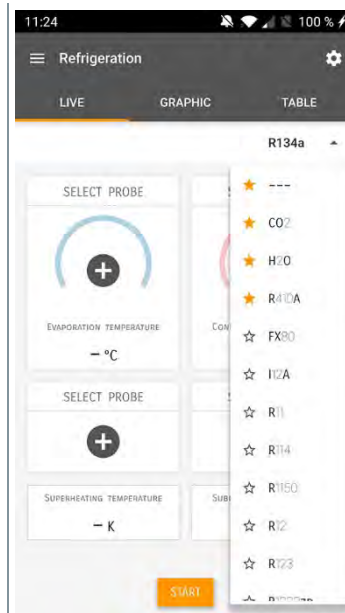 11:24
100 %
Refrigeration
LIVE GRAPHIC TABLE
R134a
SELECT PROBE
EVAPORATION TEMPERATURE
– °C
SELECT PROBE
SUPERHEATING TEMPERATURE
– K
START
---
CO2
H2O
R410A
FX80
I12A
R11
R114
R1150
R12
R123